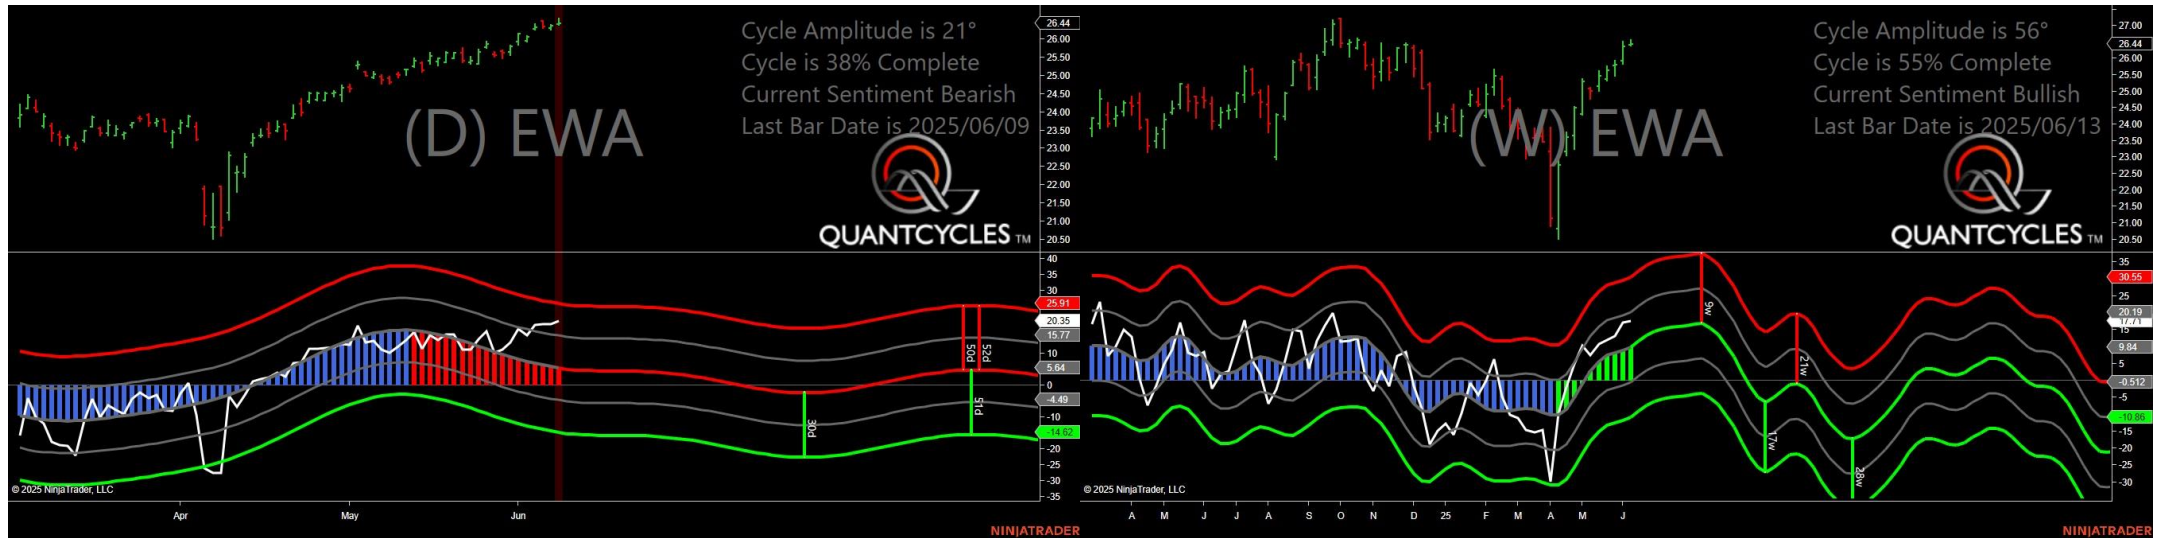 Cycle Amplitude is 21°
Cycle is 38% Complete
Current Sentiment Bearish
Last Bar Date is 2025/06/09
(D) EWA
QUANTCYCLES TM
26.44
26.00
25.50
25.00
24.50
24.00
23.50
23.00
22.50
22.00
21.50
21.00
20.50
40
35
30
25.91
20.35
15.77
10
5.64
0
-4.49
-10
-14.62
-20
-25
-30
-35
50d
52d
30d
51d
© 2025 NinjaTrader, LLC
Apr
May
Jun
NINJATRADER
Cycle Amplitude is 56°
Cycle is 55% Complete
Current Sentiment Bullish
Last Bar Date is 2025/06/13
(W) EWA
QUANTCYCLES TM
27.00
26.44
26.00
25.50
25.00
24.50
24.00
23.50
23.00
22.50
22.00
21.50
21.00
20.50
35
30.55
25
20.19
17.71
15
9.84
5
-0.512
-5
-10.86
-15
-20
-25
-30
9w
21w
17w
28w
© 2025 NinjaTrader, LLC
A
M
J
J
A
S
O
N
D
25
F
M
A
M
J
NINJATRADER